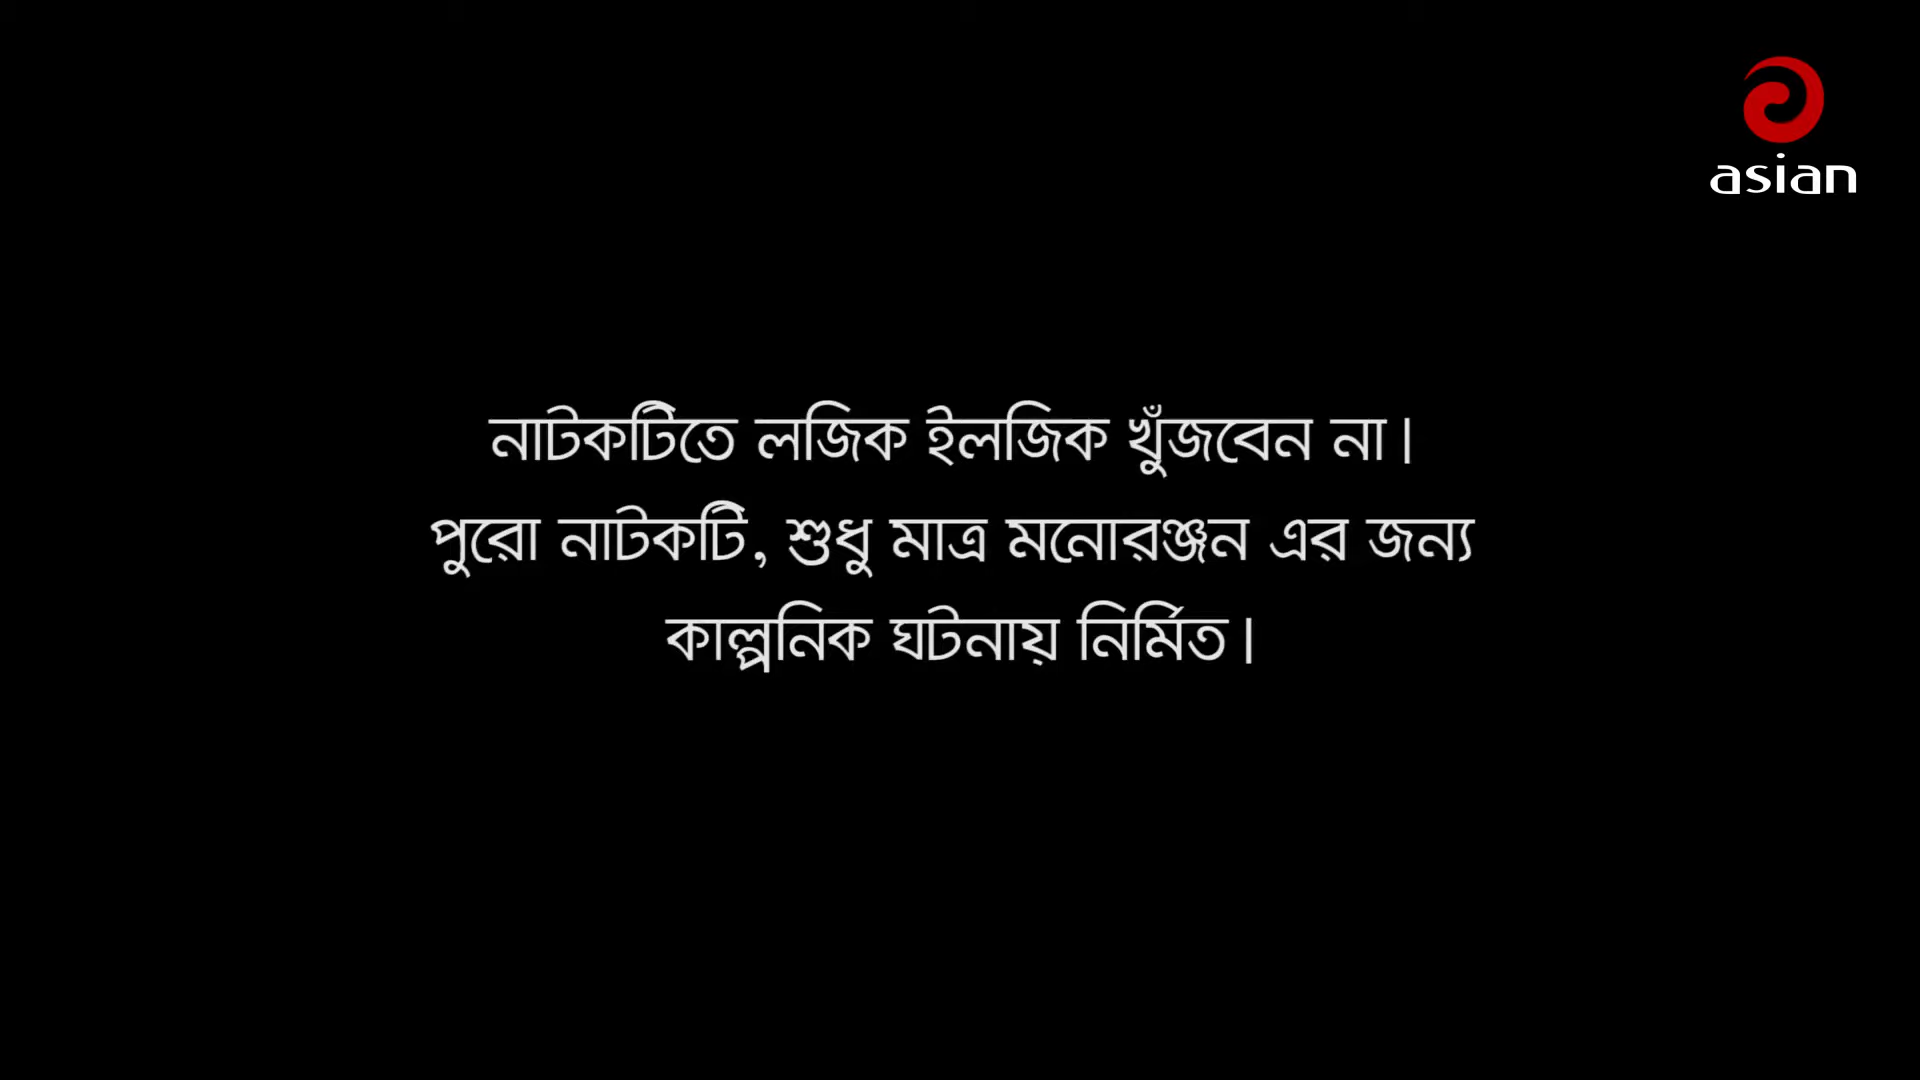 asian
নাটকটিতে লজিক ইলজিক খুঁজবেন না।
পুরো নাটকটি, শুধু মাত্র মনোরঞ্জন এর জন্য
কাল্পনিক ঘটনায় নির্মিত।